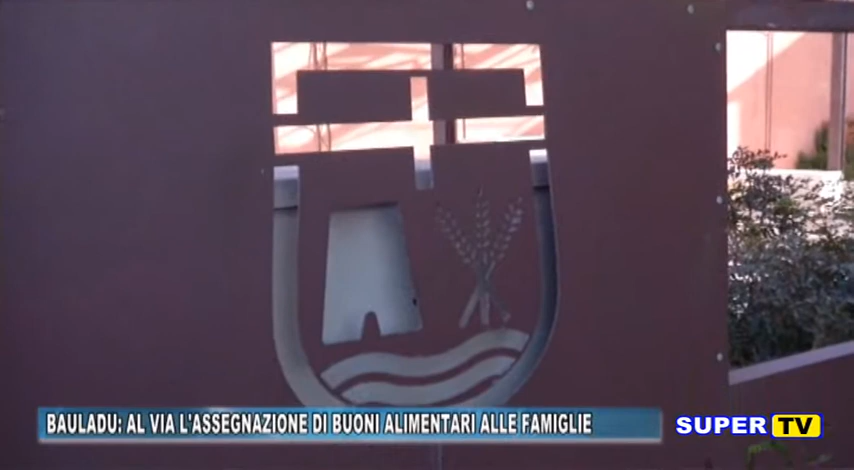 BAULADU: AL VIA L'ASSEGNAZIONE DI BUONI ALIMENTARI ALLE FAMIGLIE
SUPER TV